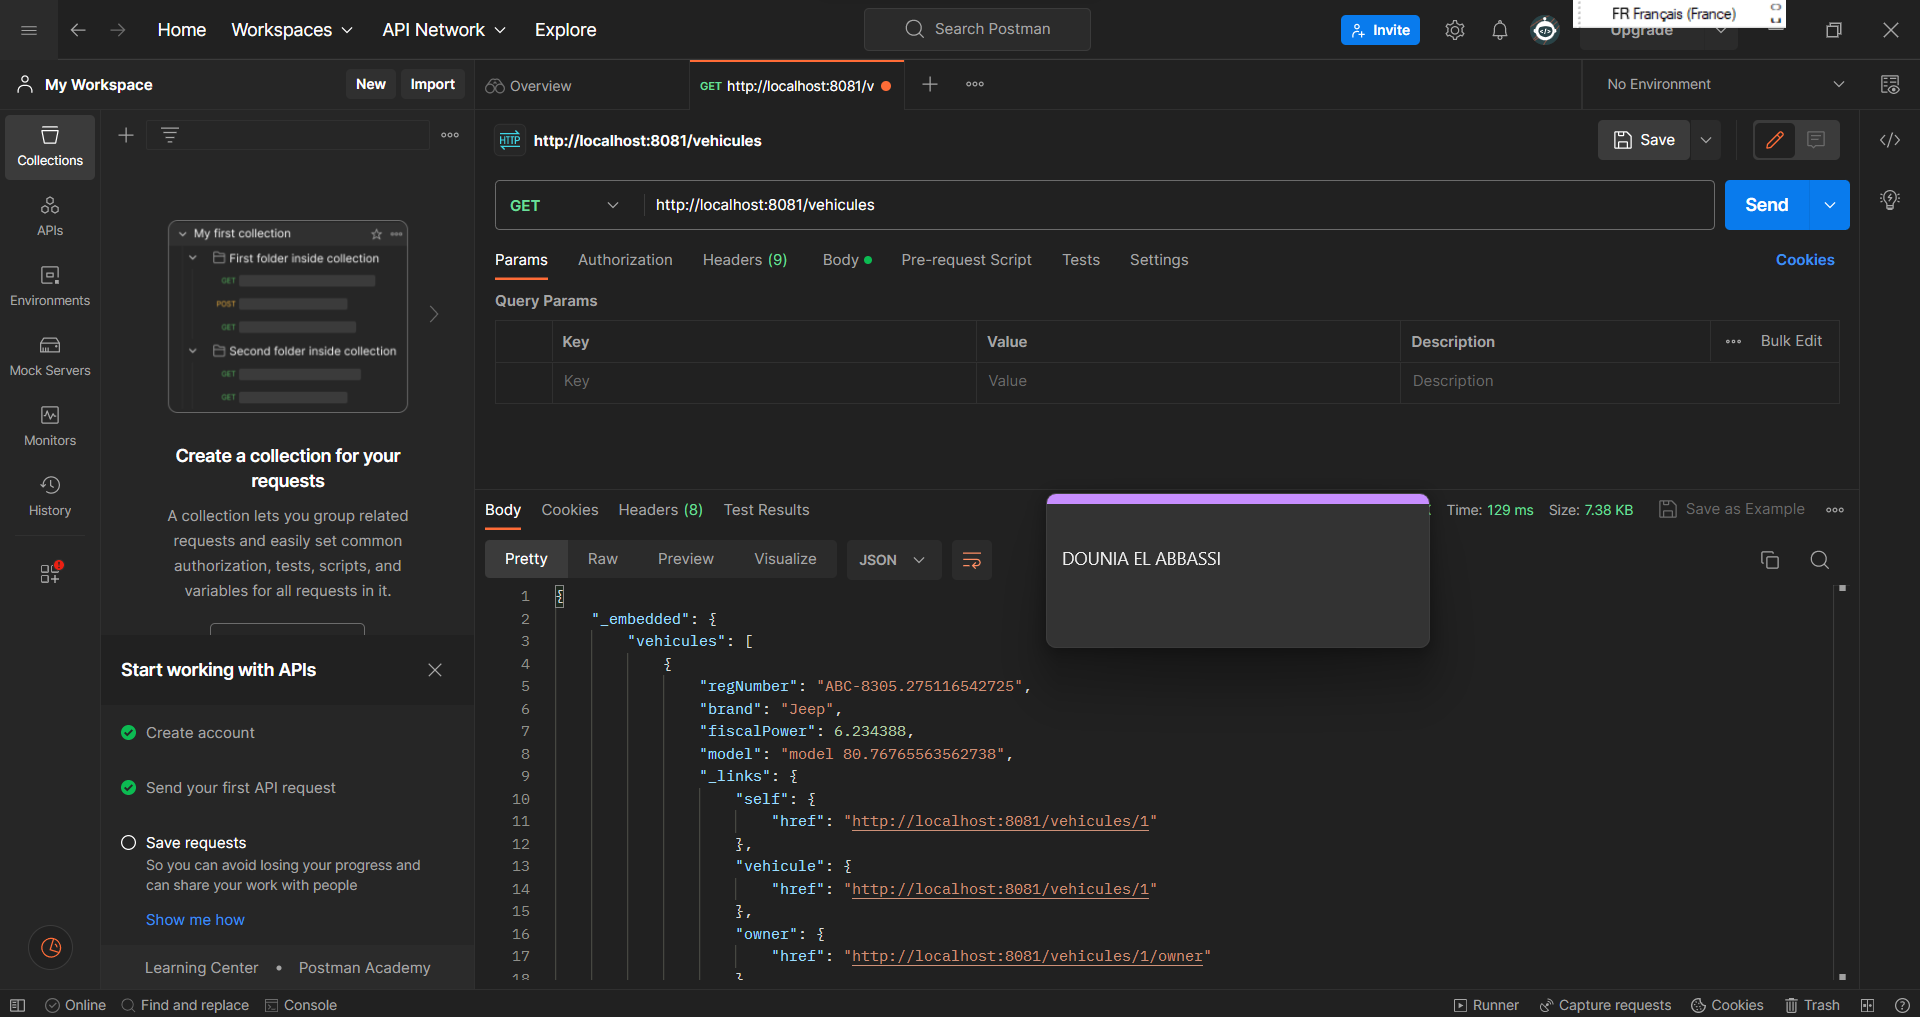 Home Workspaces API Network Explore Search Postman Invite Upgrade
FR Français (France)
My Workspace New Import Overview GET http://localhost:8081/v No Environment
Collections
APIs
Environments
Mock Servers
Monitors
History
My first collection
First folder inside collection
GET
POST
GET
Second folder inside collection
GET
GET
Create a collection for your
requests
A collection lets you group related
requests and easily set common
authorization, tests, scripts, and
variables for all requests in it.
Start working with APIs
Create account
Send your first API request
Save requests
So you can avoid losing your progress and
can share your work with people
Show me how
Learning Center • Postman Academy
HTTP http://localhost:8081/vehicules Save
GET http://localhost:8081/vehicules Send
Params Authorization Headers (9) Body Pre-request Script Tests Settings Cookies
Query Params
Key Value Description Bulk Edit
Key Value Description
Body Cookies Headers (8) Test Results Time: 129 ms Size: 7.38 KB Save as Example
Pretty Raw Preview Visualize JSON
DOUNIA EL ABBASSI
1 {
2 "_embedded": {
3 "vehicules": [
4 {
5 "regNumber": "ABC-8305.275116542725",
6 "brand": "Jeep",
7 "fiscalPower": 6.234388,
8 "model": "model 80.76765563562738",
9 "_links": {
10 "self": {
11 "href": "http://localhost:8081/vehicules/1"
12 },
13 "vehicule": {
14 "href": "http://localhost:8081/vehicules/1"
15 },
16 "owner": {
17 "href": "http://localhost:8081/vehicules/1/owner"
18 }
Online Find and replace Console Runner Capture requests Cookies Trash